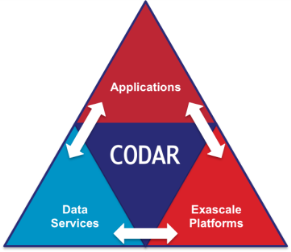 Applications
CODAR
Data
Services
Exascale
Platforms